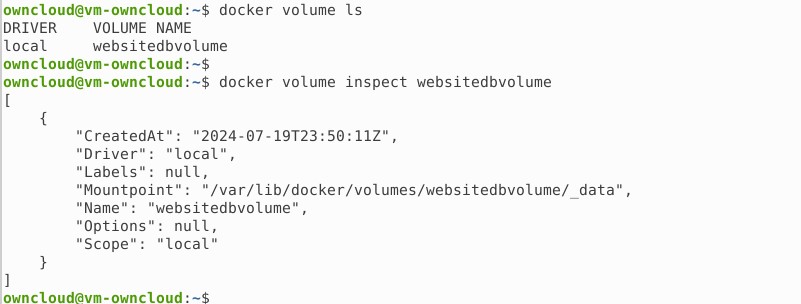 owncloud@vm-owncloud:~$ docker volume ls
DRIVER    VOLUME NAME
local     websitedbvolume
owncloud@vm-owncloud:~$
owncloud@vm-owncloud:~$ docker volume inspect websitedbvolume
[
    {
        "CreatedAt": "2024-07-19T23:50:11Z",
        "Driver": "local",
        "Labels": null,
        "Mountpoint": "/var/lib/docker/volumes/websitedbvolume/_data",
        "Name": "websitedbvolume",
        "Options": null,
        "Scope": "local"
    }
]
owncloud@vm-owncloud:~$